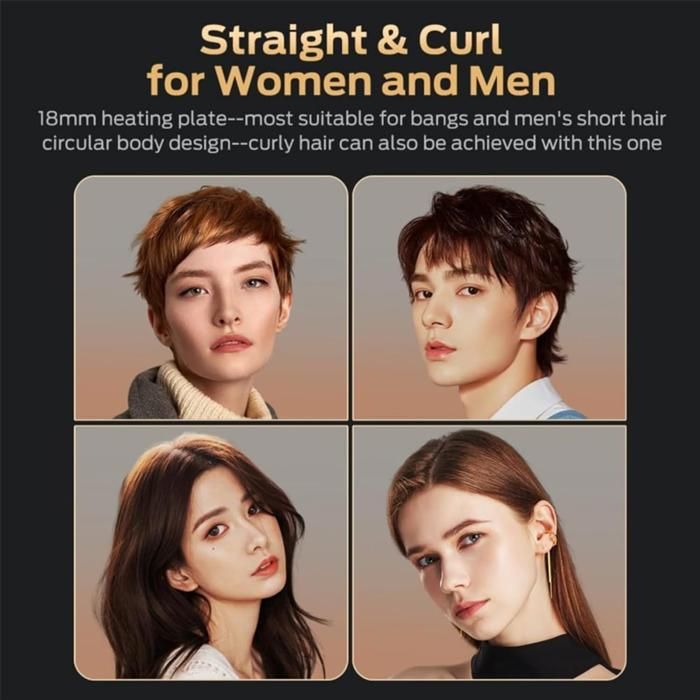 Straight & Curl
for Women and Men
18mm heating plate--most suitable for bangs and men's short hair
circular body design--curly hair can also be achieved with this one